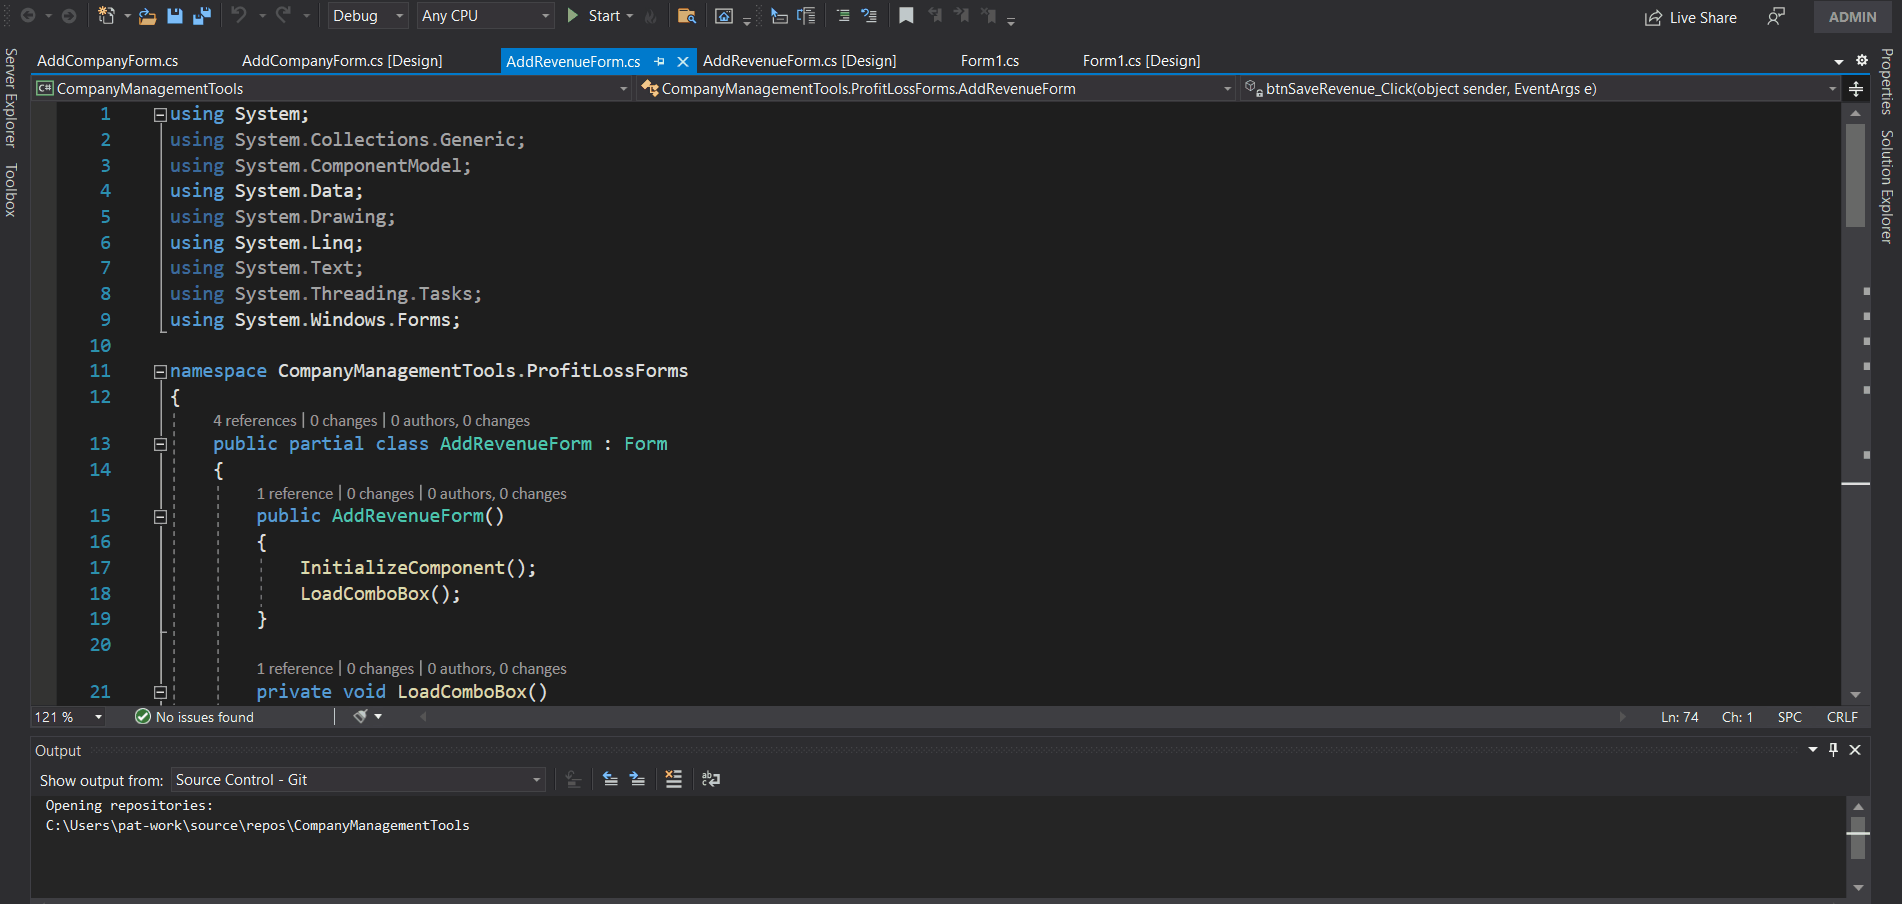 Debug Any CPU Start Live Share ADMIN
AddCompanyForm.cs AddCompanyForm.cs [Design] AddRevenueForm.cs AddRevenueForm.cs [Design] Form1.cs Form1.cs [Design]
C# CompanyManagementTools CompanyManagementTools.ProfitLossForms.AddRevenueForm btnSaveRevenue_Click(object sender, EventArgs e)
Server Explorer
Toolbox
Properties
Solution Explorer
1 using System;
2 using System.Collections.Generic;
3 using System.ComponentModel;
4 using System.Data;
5 using System.Drawing;
6 using System.Linq;
7 using System.Text;
8 using System.Threading.Tasks;
9 using System.Windows.Forms;
10
11 namespace CompanyManagementTools.ProfitLossForms
12 {
4 references | 0 changes | 0 authors, 0 changes
13 public partial class AddRevenueForm : Form
14 {
1 reference | 0 changes | 0 authors, 0 changes
15 public AddRevenueForm()
16 {
17 InitializeComponent();
18 LoadComboBox();
19 }
20
1 reference | 0 changes | 0 authors, 0 changes
21 private void LoadComboBox()
121 % No issues found Ln: 74 Ch: 1 SPC CRLF
Output
Show output from: Source Control - Git
Opening repositories:
C:\Users\pat-work\source\repos\CompanyManagementTools